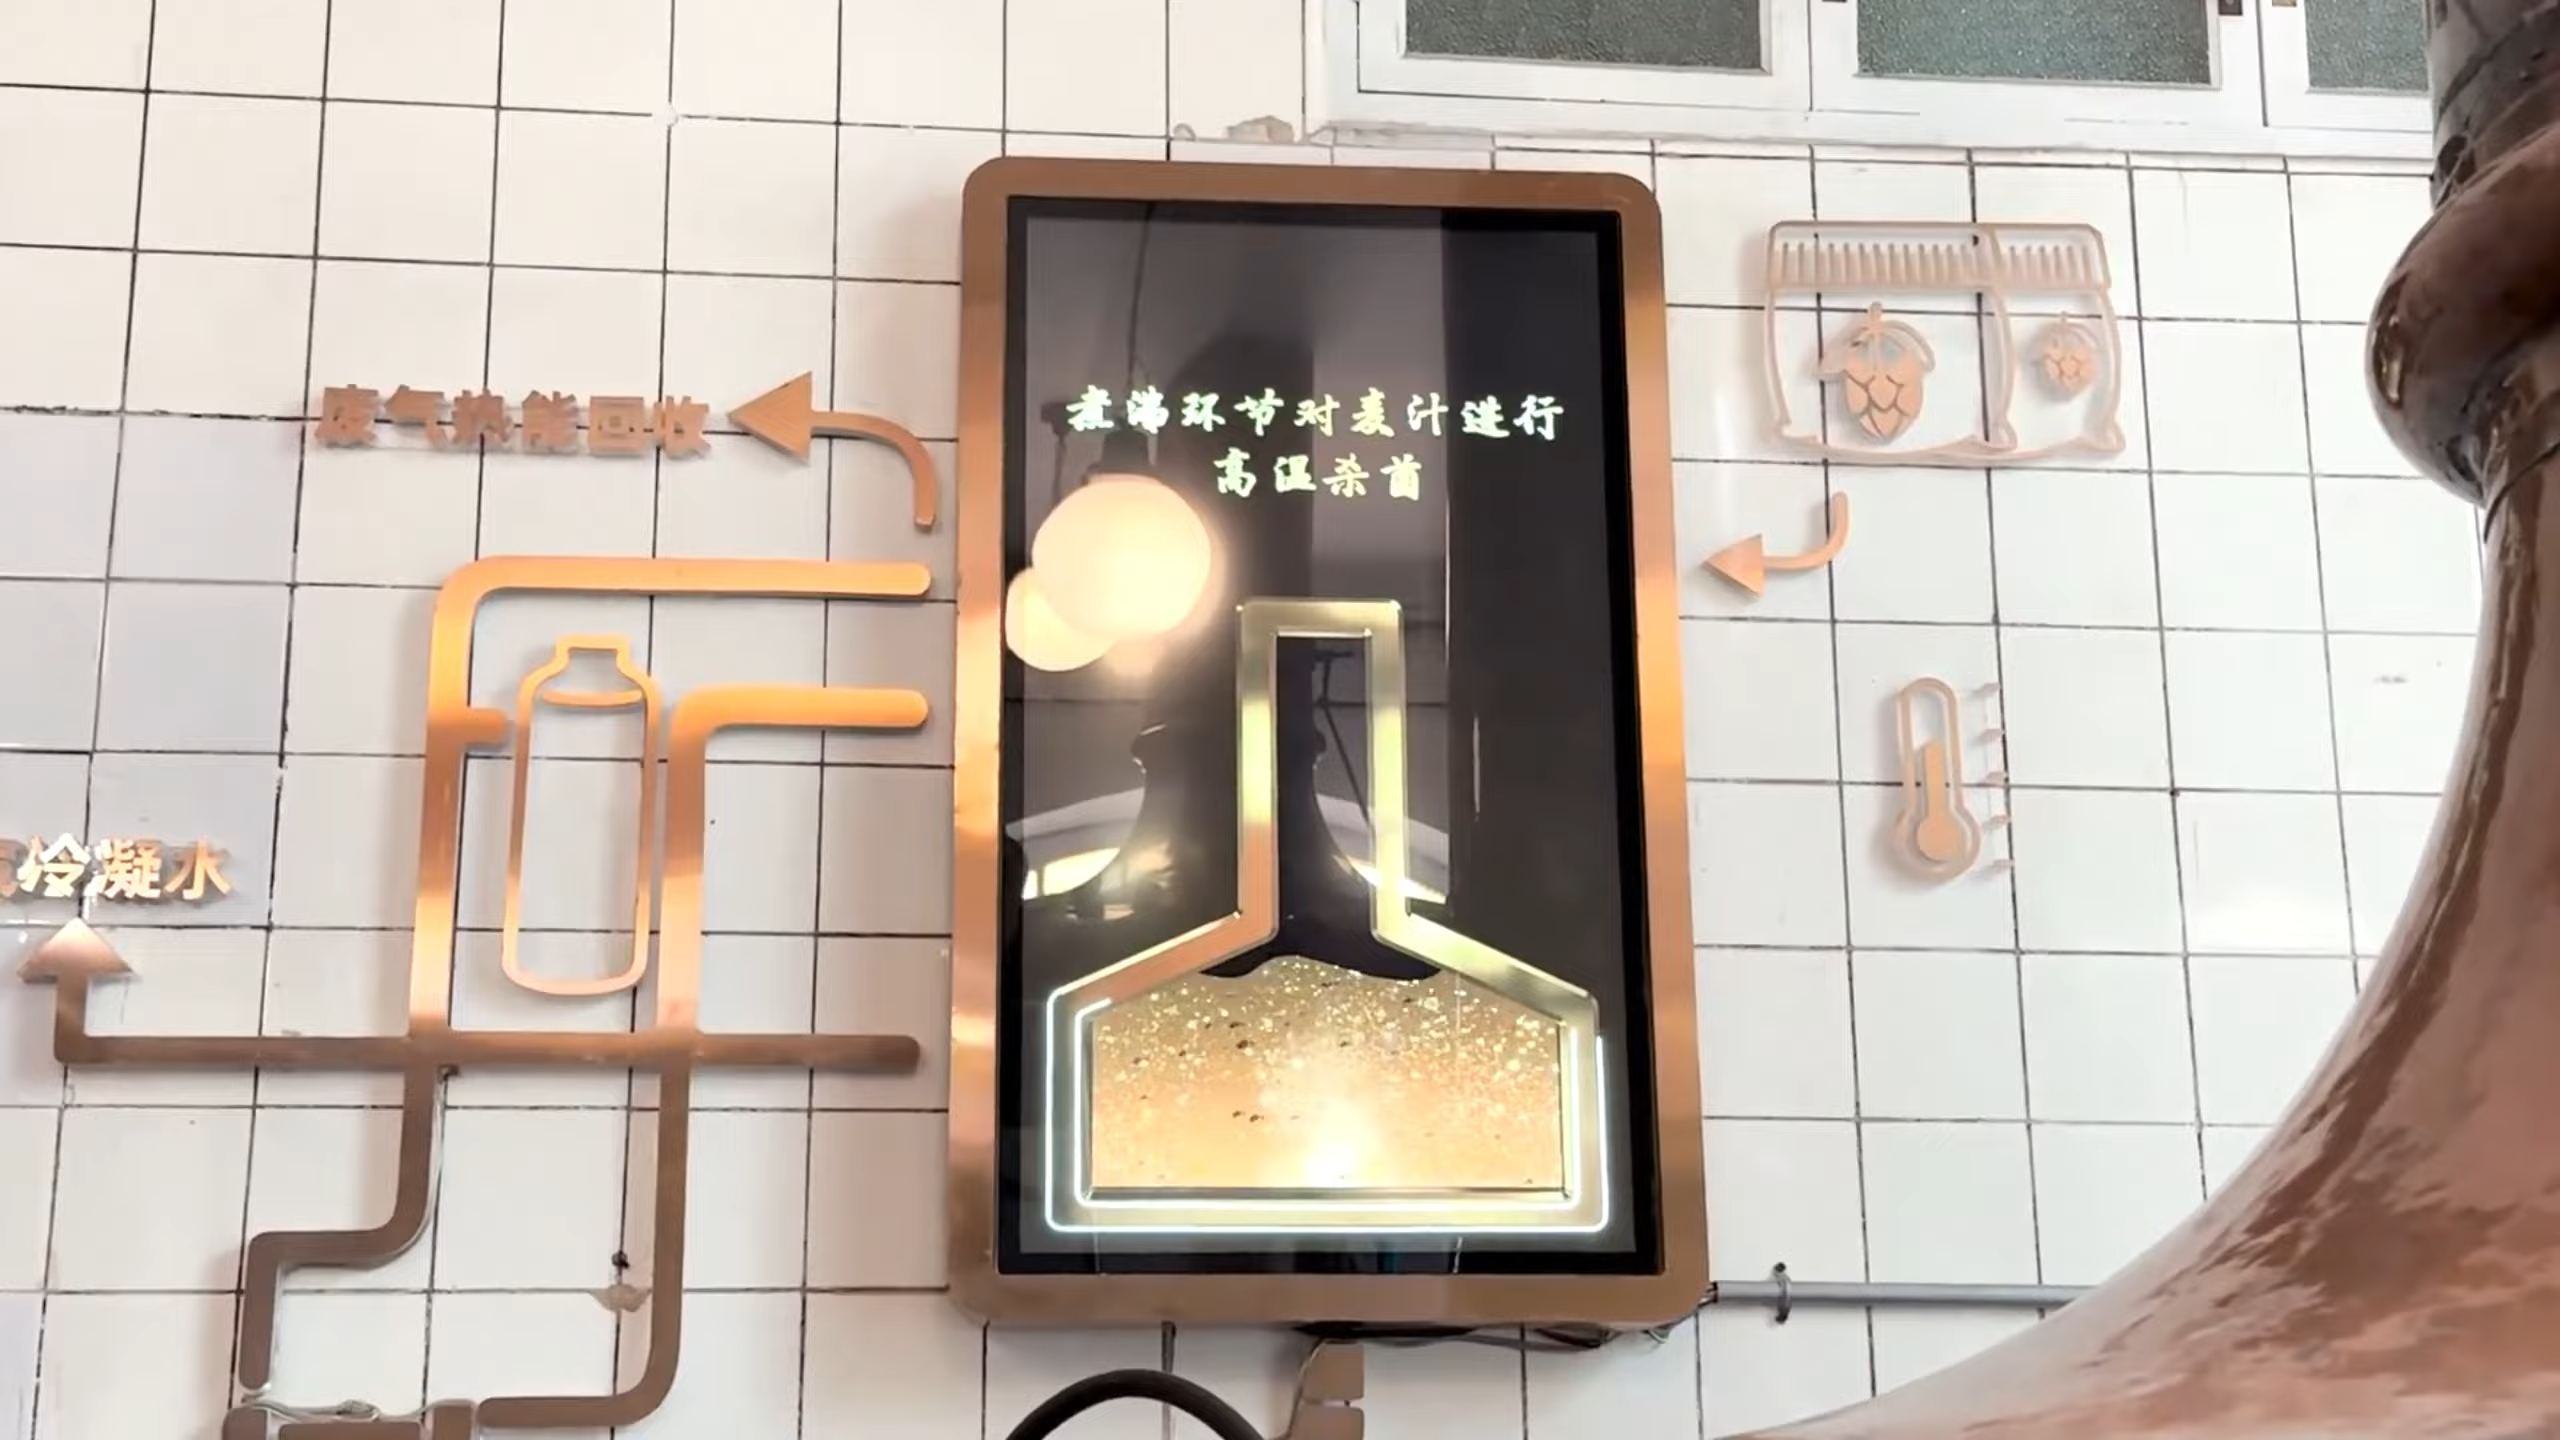 煮沸环节对麦汁进行
高温杀菌
废气热能回收
冷凝水